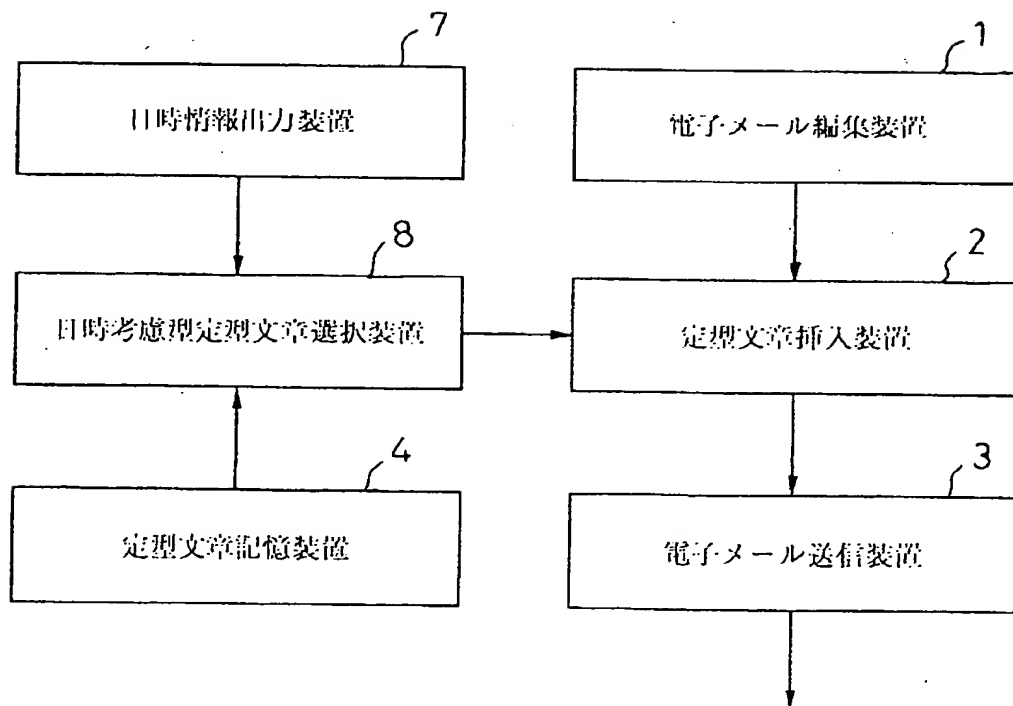 7
日時情報出力装置
1
電子メール編集装置
8
日時考慮型定型文章選択装置
2
定型文章挿入装置
4
定型文章記憶装置
3
電子メール送信装置